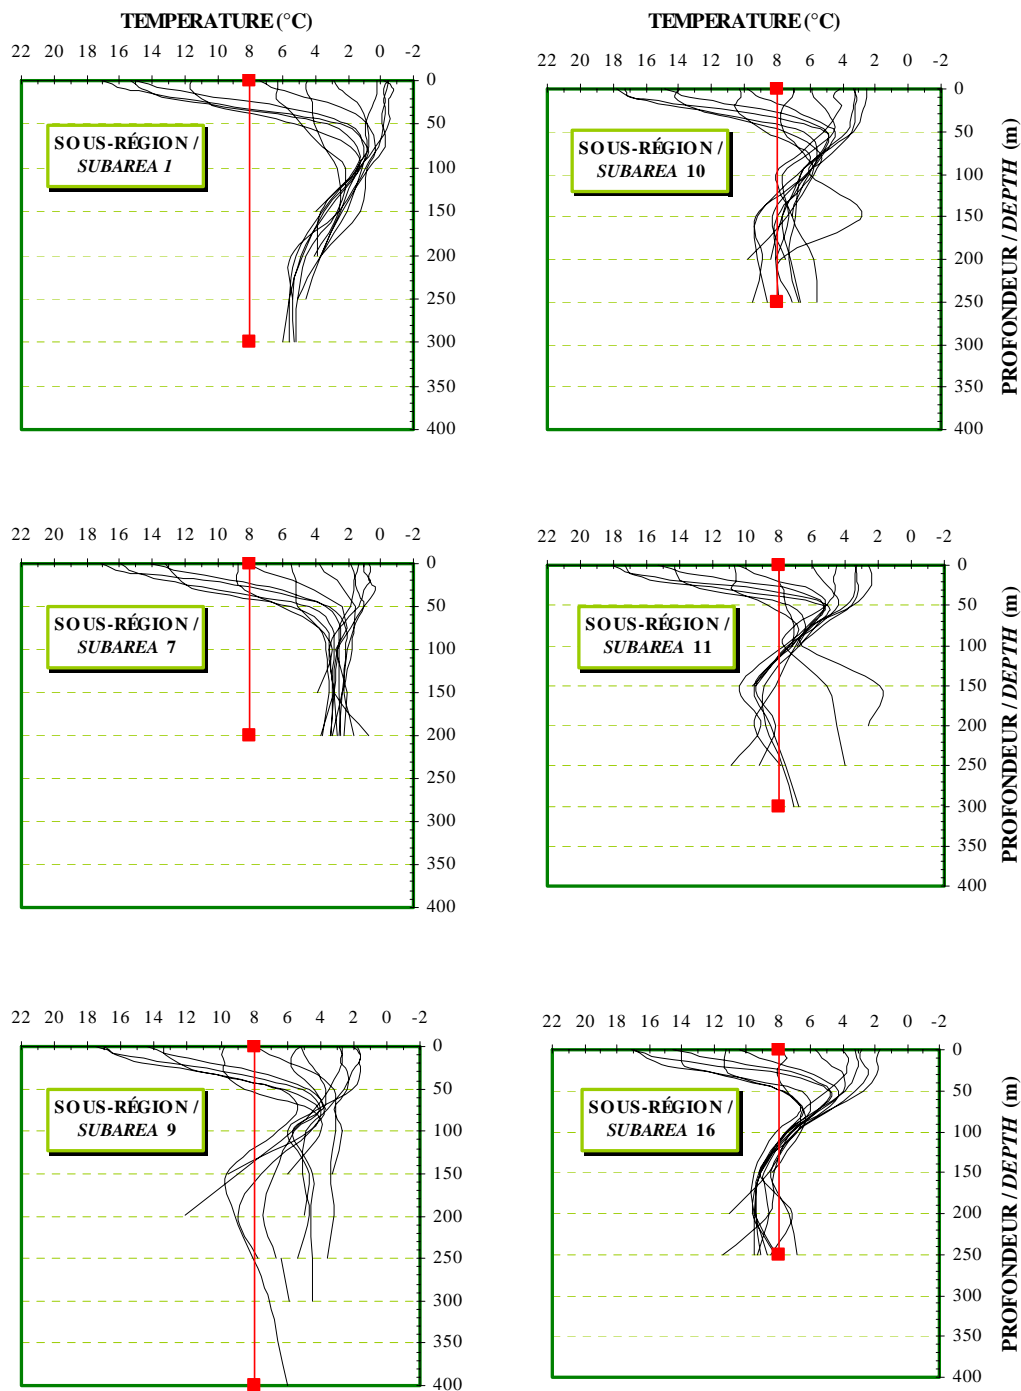 TEMPERATURE (°C)
22 20 18 16 14 12 10 8 6 4 2 0 -2
0
50
100
150
200
250
300
350
400
SOUS-RÉGION /
SUBAREA 1
TEMPERATURE (°C)
22 20 18 16 14 12 10 8 6 4 2 0 -2
0
50
100
150
200
250
300
350
400
SOUS-RÉGION /
SUBAREA 10
PROFONDEUR / DEPTH (m)
22 20 18 16 14 12 10 8 6 4 2 0 -2
0
50
100
150
200
250
300
350
400
SOUS-RÉGION /
SUBAREA 7
22 20 18 16 14 12 10 8 6 4 2 0 -2
0
50
100
150
200
250
300
350
400
SOUS-RÉGION /
SUBAREA 11
PROFONDEUR / DEPTH (m)
22 20 18 16 14 12 10 8 6 4 2 0 -2
0
50
100
150
200
250
300
350
400
SOUS-RÉGION /
SUBAREA 9
22 20 18 16 14 12 10 8 6 4 2 0 -2
0
50
100
150
200
250
300
350
400
SOUS-RÉGION /
SUBAREA 16
PROFONDEUR / DEPTH (m)